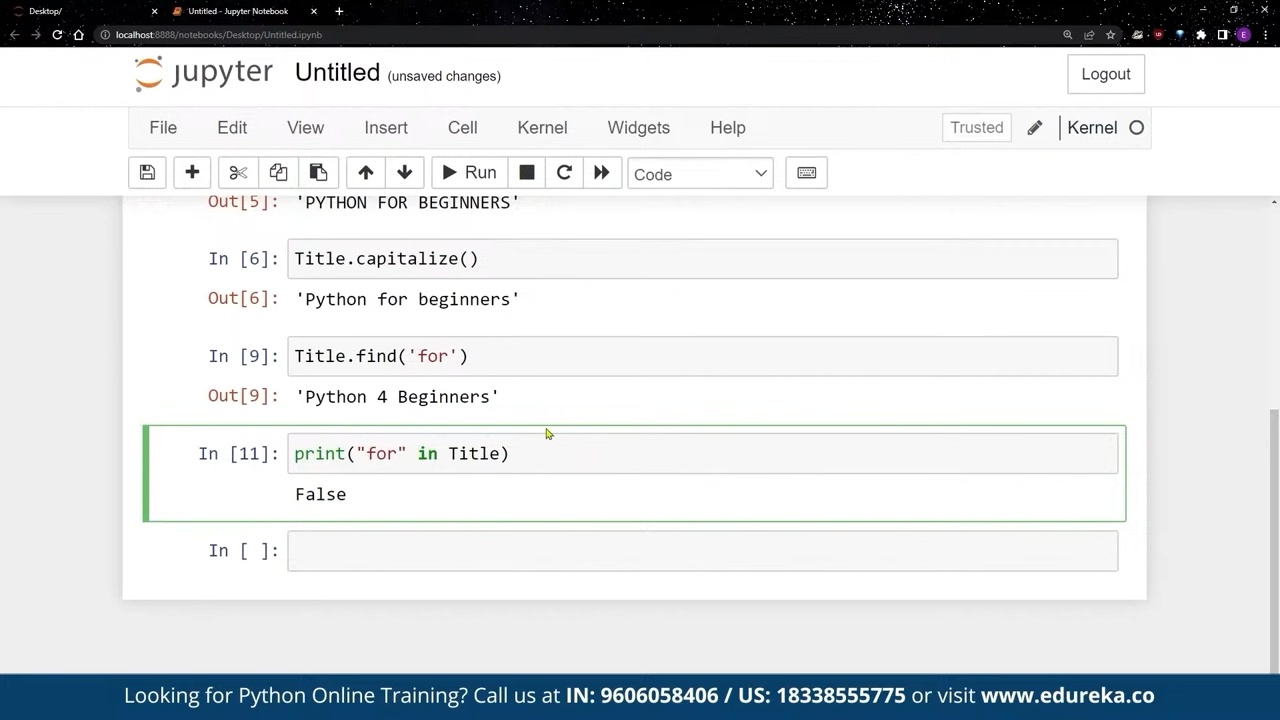 Desktop/
Untitled - Jupyter Notebook
localhost:8888/notebooks/Desktop/Untitled.ipynb
E
jupyter Untitled (unsaved changes)
Logout
File Edit View Insert Cell Kernel Widgets Help Trusted Kernel
Run Code
Out[5]: 'PYTHON FOR BEGINNERS'
In [6]: Title.capitalize()
Out[6]: 'Python for beginners'
In [9]: Title.find('for')
Out[9]: 'Python 4 Beginners'
In [11]: print("for" in Title)
False
In [ ]:
Looking for Python Online Training? Call us at IN: 9606058406 / US: 18338555775 or visit www.edureka.co